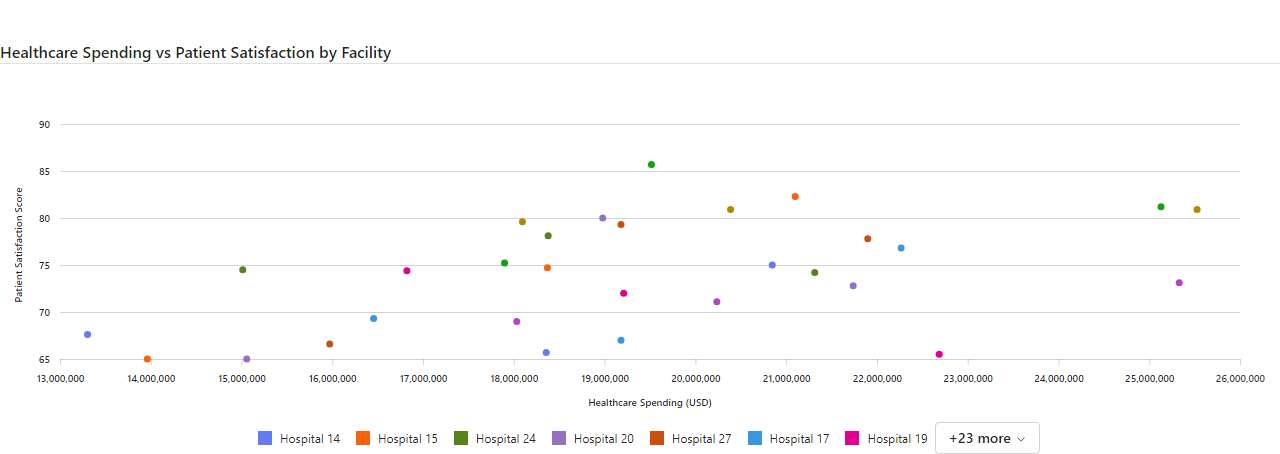 Healthcare Spending vs Patient Satisfaction by Facility
90
85
80
75
70
65
Patient Satisfaction Score
13,000,000 14,000,000 15,000,000 16,000,000 17,000,000 18,000,000 19,000,000 20,000,000 21,000,000 22,000,000 23,000,000 24,000,000 25,000,000 26,000,000
Healthcare Spending (USD)
Hospital 14 Hospital 15 Hospital 24 Hospital 20 Hospital 27 Hospital 17 Hospital 19 +23 more